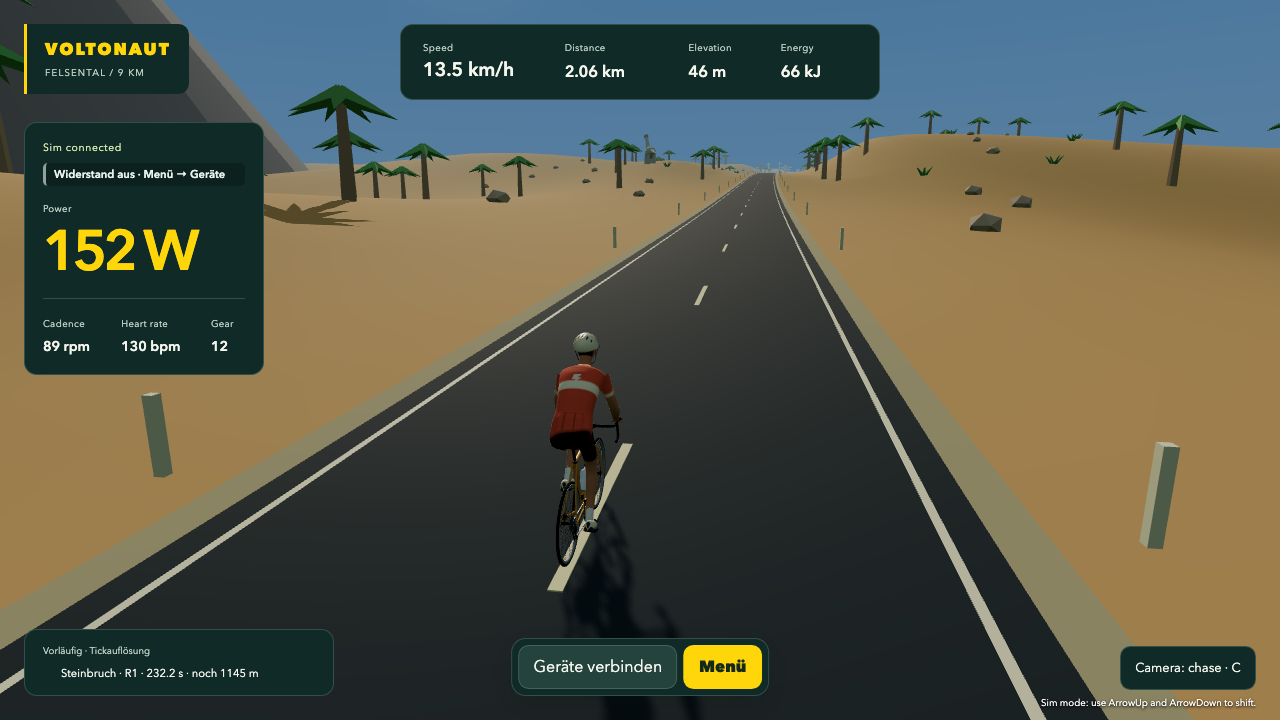 VOLTONAUT
FELSENTAL / 9 KM
Speed
13.5 km/h
Distance
2.06 km
Elevation
46 m
Energy
66 kJ
Sim connected
Widerstand aus · Menü → Geräte
Power
152 W
Cadence
89 rpm
Heart rate
130 bpm
Gear
12
Vorläufig · Tickauflösung
Steinbruch · R1 · 232.2 s · noch 1145 m
Geräte verbinden
Menü
Camera: chase · C
Sim mode: use ArrowUp and ArrowDown to shift.